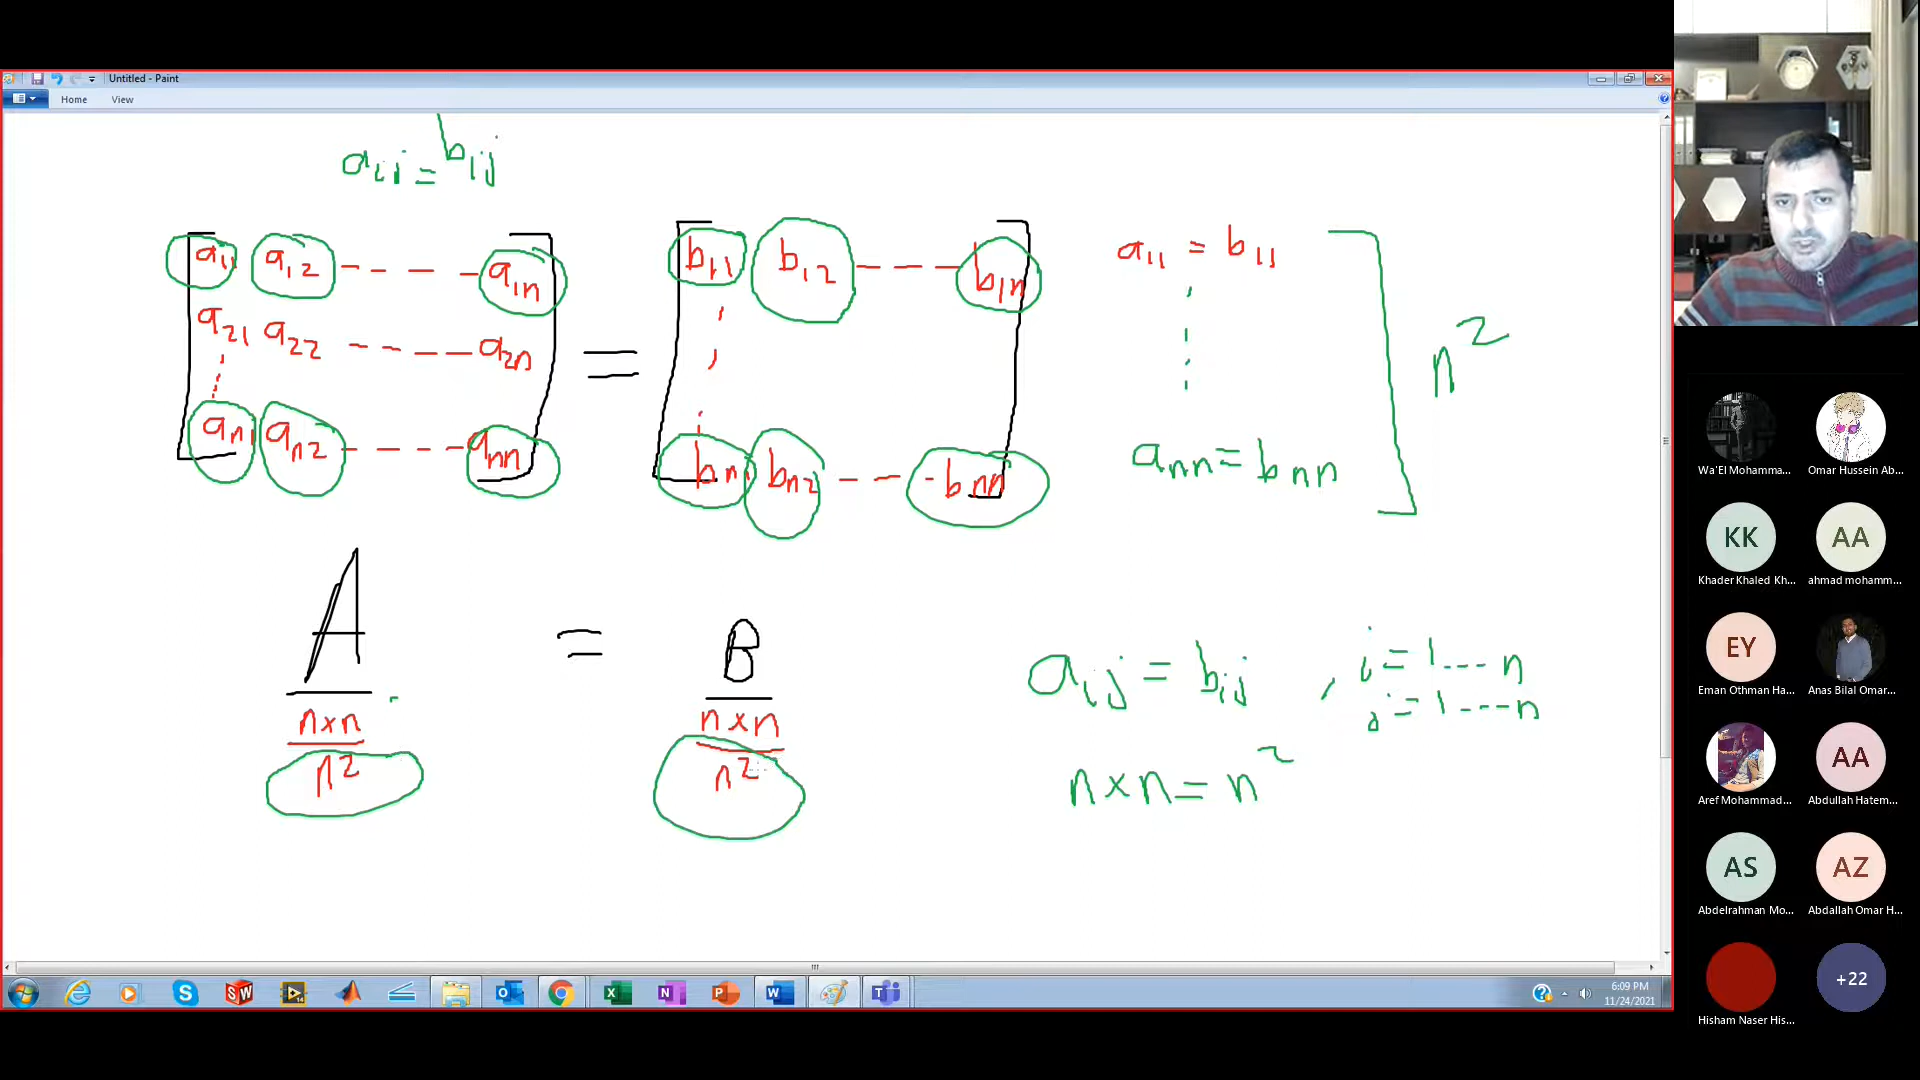 Untitled - Paint
Home View
aij = bij
a11 a12 - - - - a1n = b11 b12 - - - b1n
a21 a22 - - - - - a2n
an1 an2 - - - - ann bn1 bn2 - - - bnn
a11 = b11
ann = bnn
n²
A = B
n×n n×n
n² n²
aij = bij , i = 1 ... n
j = 1 ... n
n×n = n²
Wa'El Mohamma...
Omar Hussein Ab...
KK
Khader Khaled Kh...
AA
ahmad mohamm...
EY
Eman Othman Ha...
Anas Bilal Omar...
Aref Mohammad...
AA
Abdullah Hatem...
AS
Abdelrahman Mo...
AZ
Abdallah Omar H...
Hisham Naser His...
+22
6:09 PM
11/24/2021